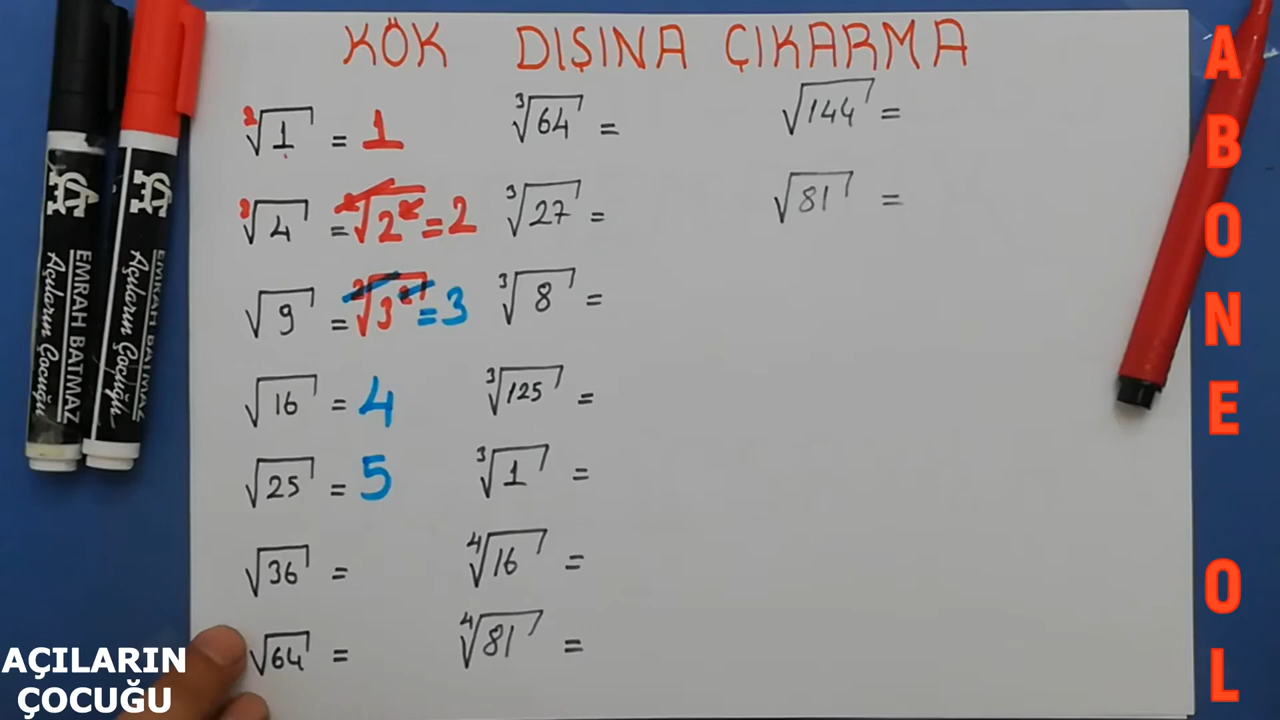 KÖK DIŞINA ÇIKARMA
²√1 = 1
²√4 = ²√2² = 2
√9 = ²√3² = 3
√16 = 4
√25 = 5
√36 =
√64 =
³√64 =
³√27 =
³√8 =
³√125 =
³√1 =
⁴√16 =
⁴√81 =
√144 =
√81 =
EMRAH BATMAZ
Açıların Çocuğu
EMRAH BATMAZ
Açıların Çocuğu
ABONE OL
AÇILARIN
ÇOCUĞU